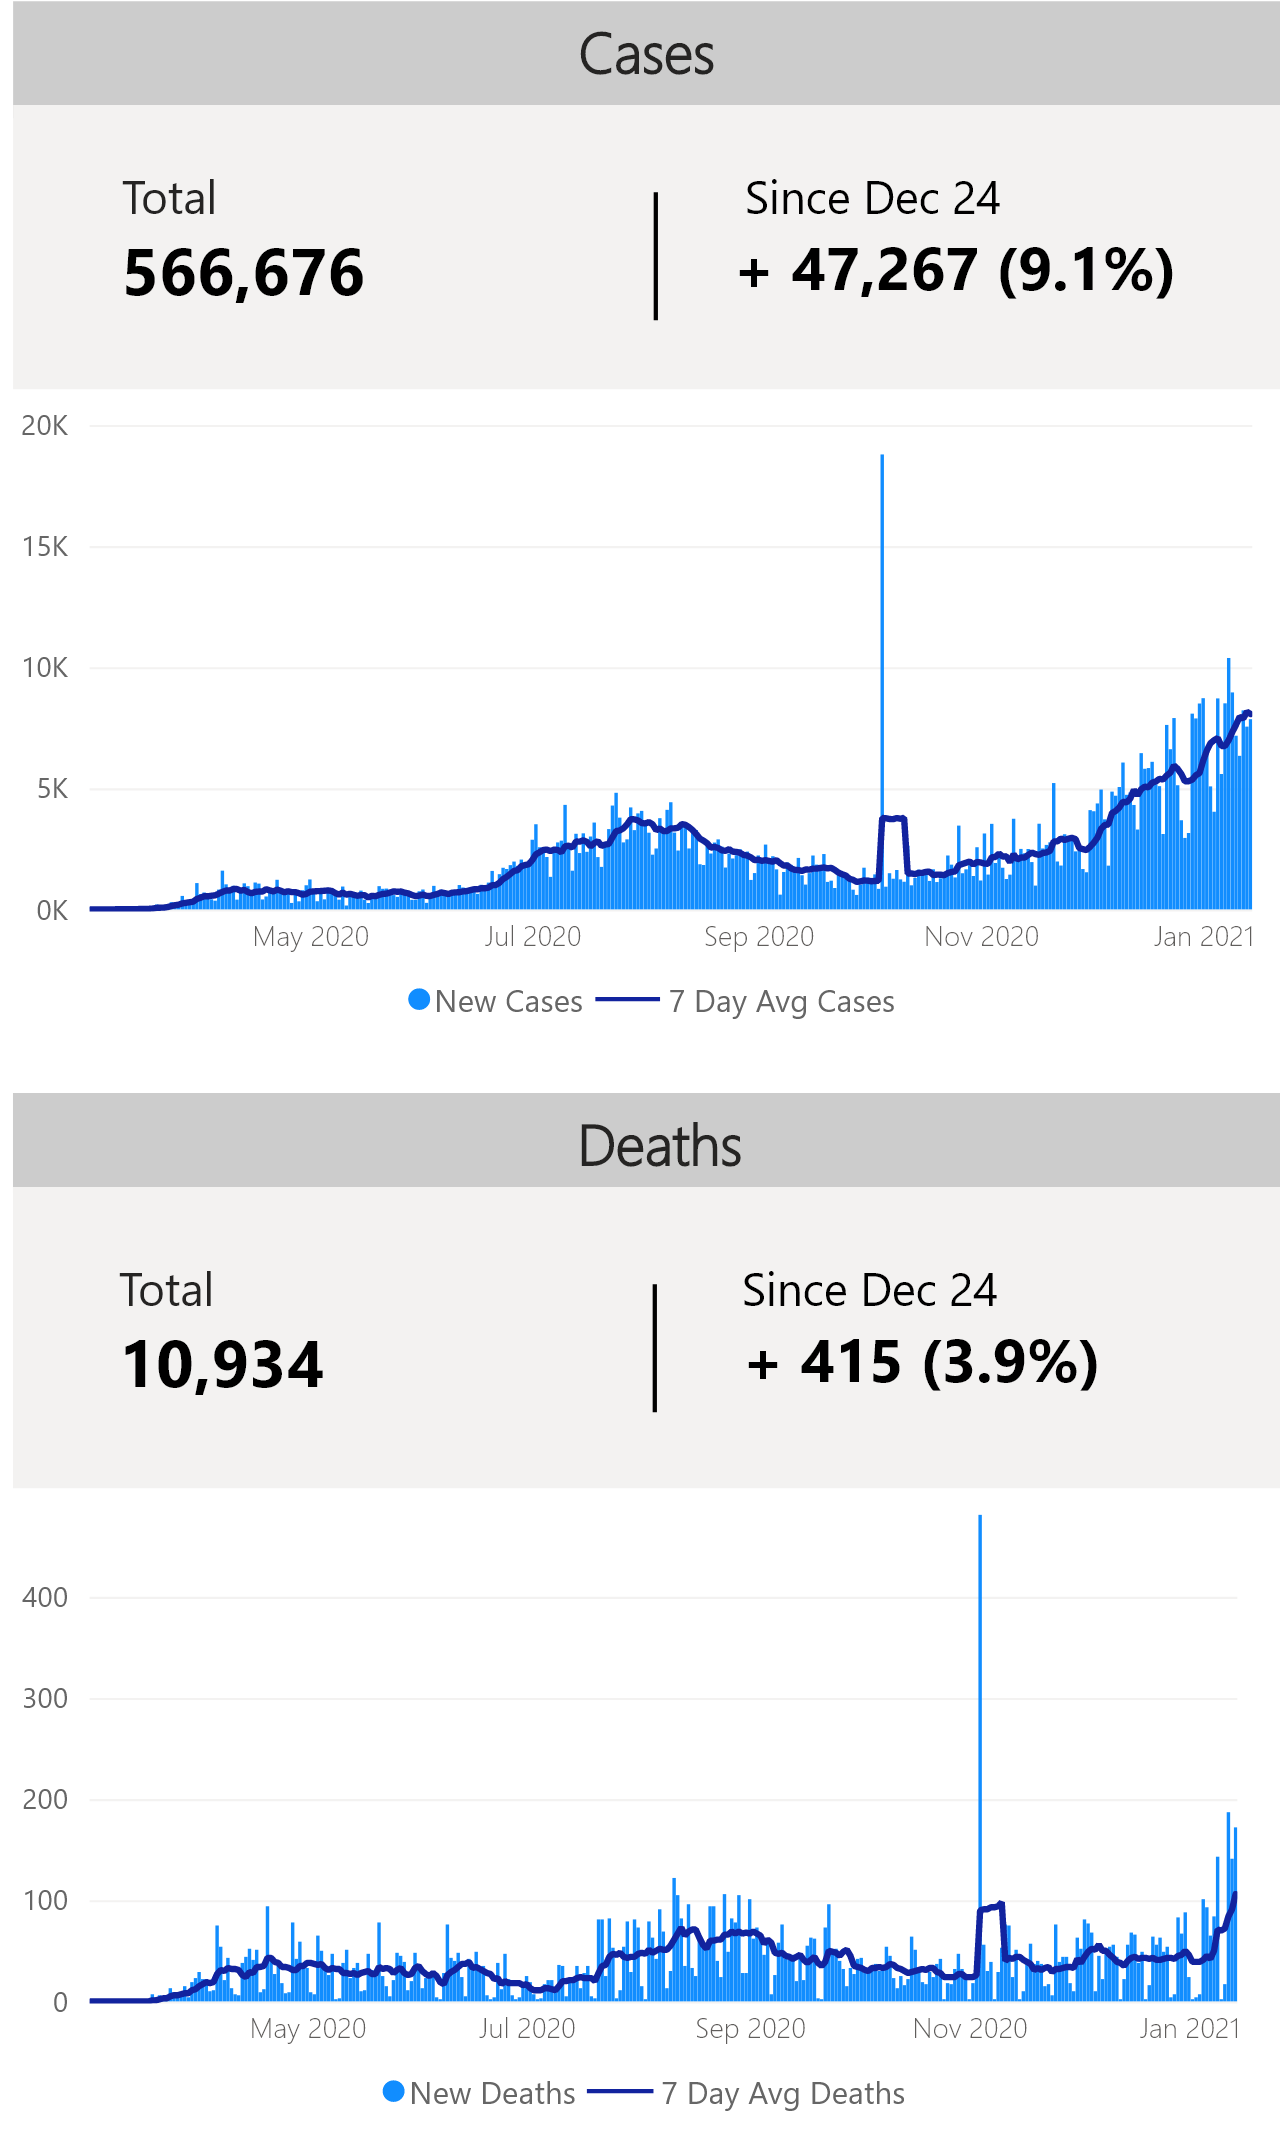 Cases
Total
Since Dec 24
566,676
+ 47,267 (9.1%)
20K
15K
10K
5K
0K
May 2020
Jul 2020
Sep 2020
Nov 2020
Jan 2021
New Cases
7 Day Avg Cases
Deaths
Total
Since Dec 24
10,934
+ 415 (3.9%)
400
300
200
100
0
May 2020
Jul 2020
Sep 2020
Nov 2020
Jan 2021
New Deaths
7 Day Avg Deaths